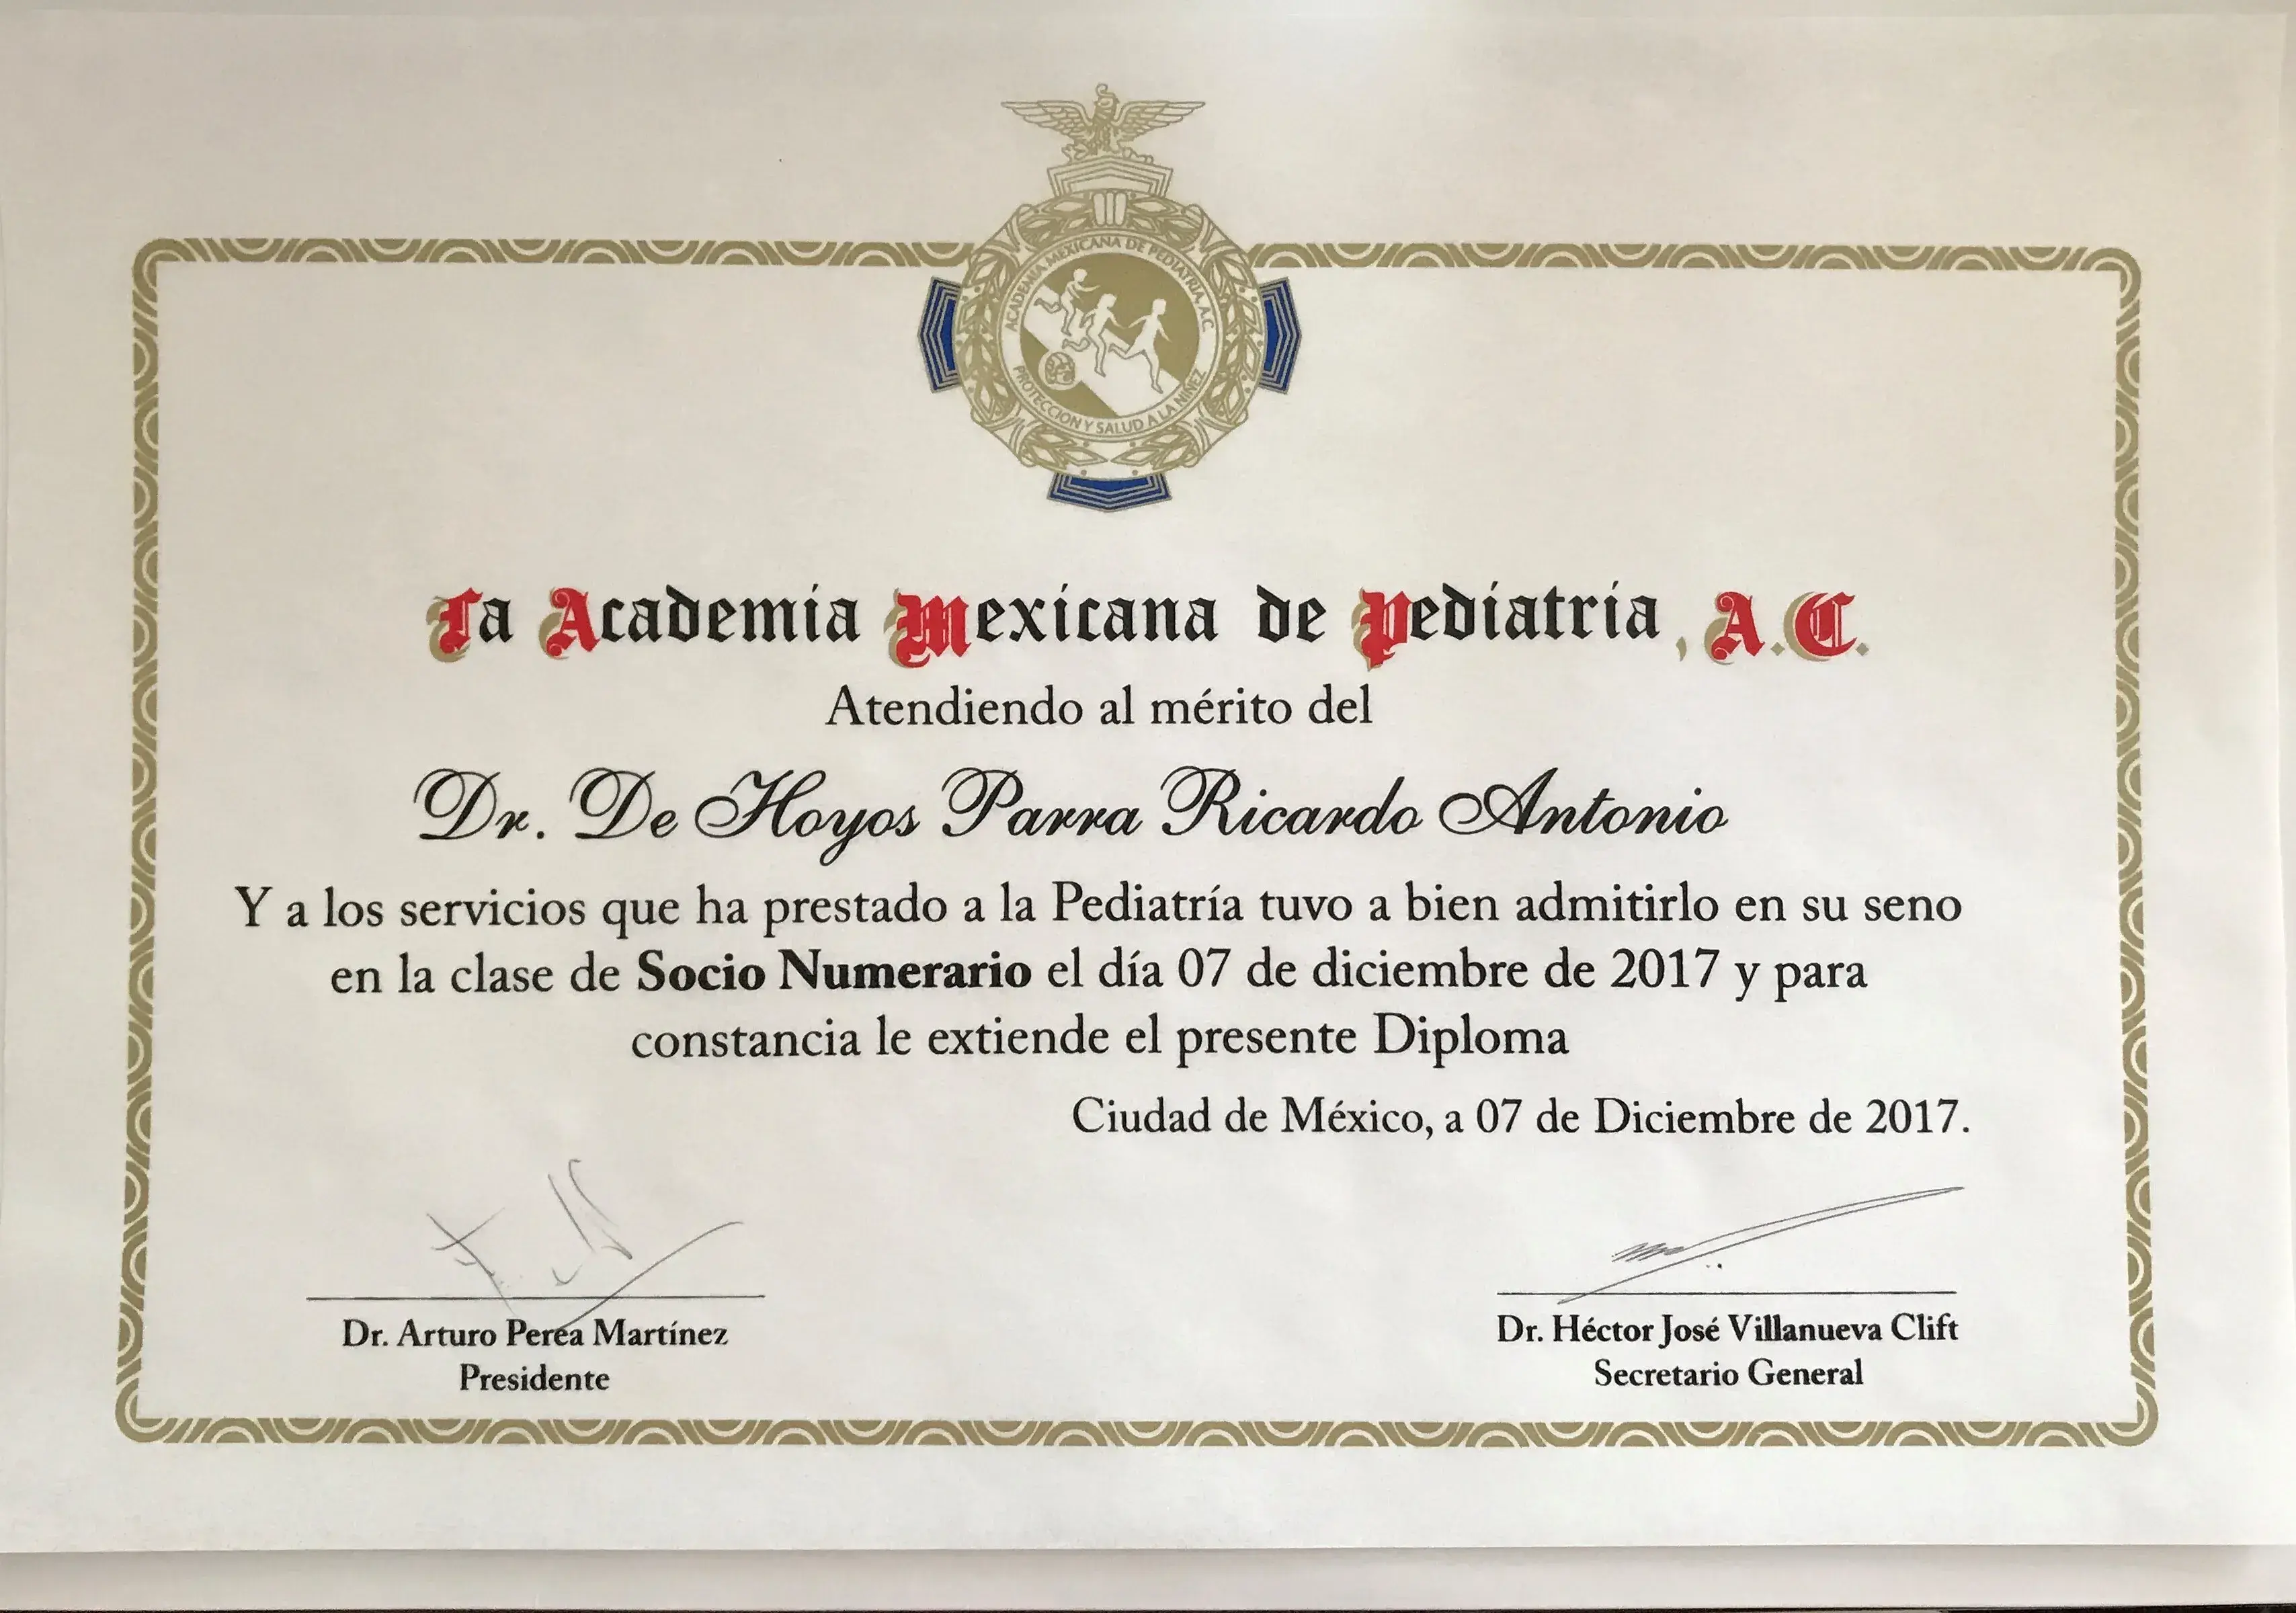 ACADEMIA MEXICANA DE PEDIATRIA, A.C.
PROTECCION Y SALUD A LA NIÑEZ
La Academia Mexicana de Pediatría, A.C.
Atendiendo al mérito del
Dr. De Hoyos Parra Ricardo Antonio
Y a los servicios que ha prestado a la Pediatría tuvo a bien admitirlo en su seno
en la clase de Socio Numerario el día 07 de diciembre de 2017 y para
constancia le extiende el presente Diploma
Ciudad de México, a 07 de Diciembre de 2017.
Dr. Arturo Perea Martínez
Presidente
Dr. Héctor José Villanueva Clift
Secretario General